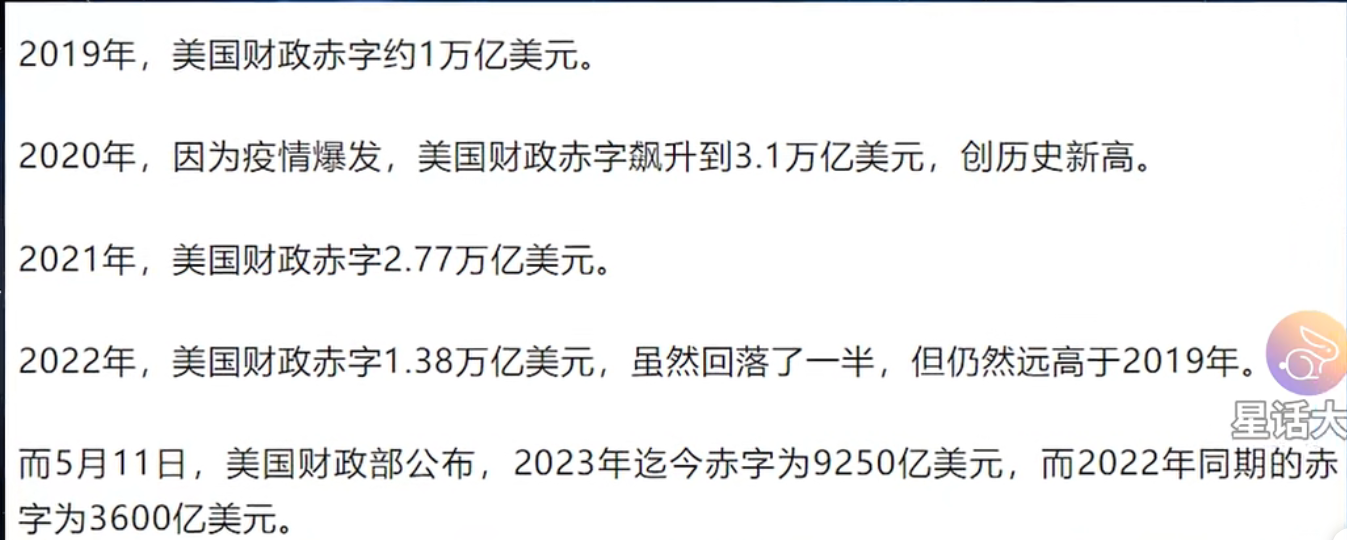 2019年，美国财政赤字约1万亿美元。
2020年，因为疫情爆发，美国财政赤字飙升到3.1万亿美元，创历史新高。
2021年，美国财政赤字2.77万亿美元。
2022年，美国财政赤字1.38万亿美元，虽然回落了一半，但仍然远高于2019年。
星话大
而5月11日，美国财政部公布，2023年迄今赤字为9250亿美元，而2022年同期的赤
字为3600亿美元。